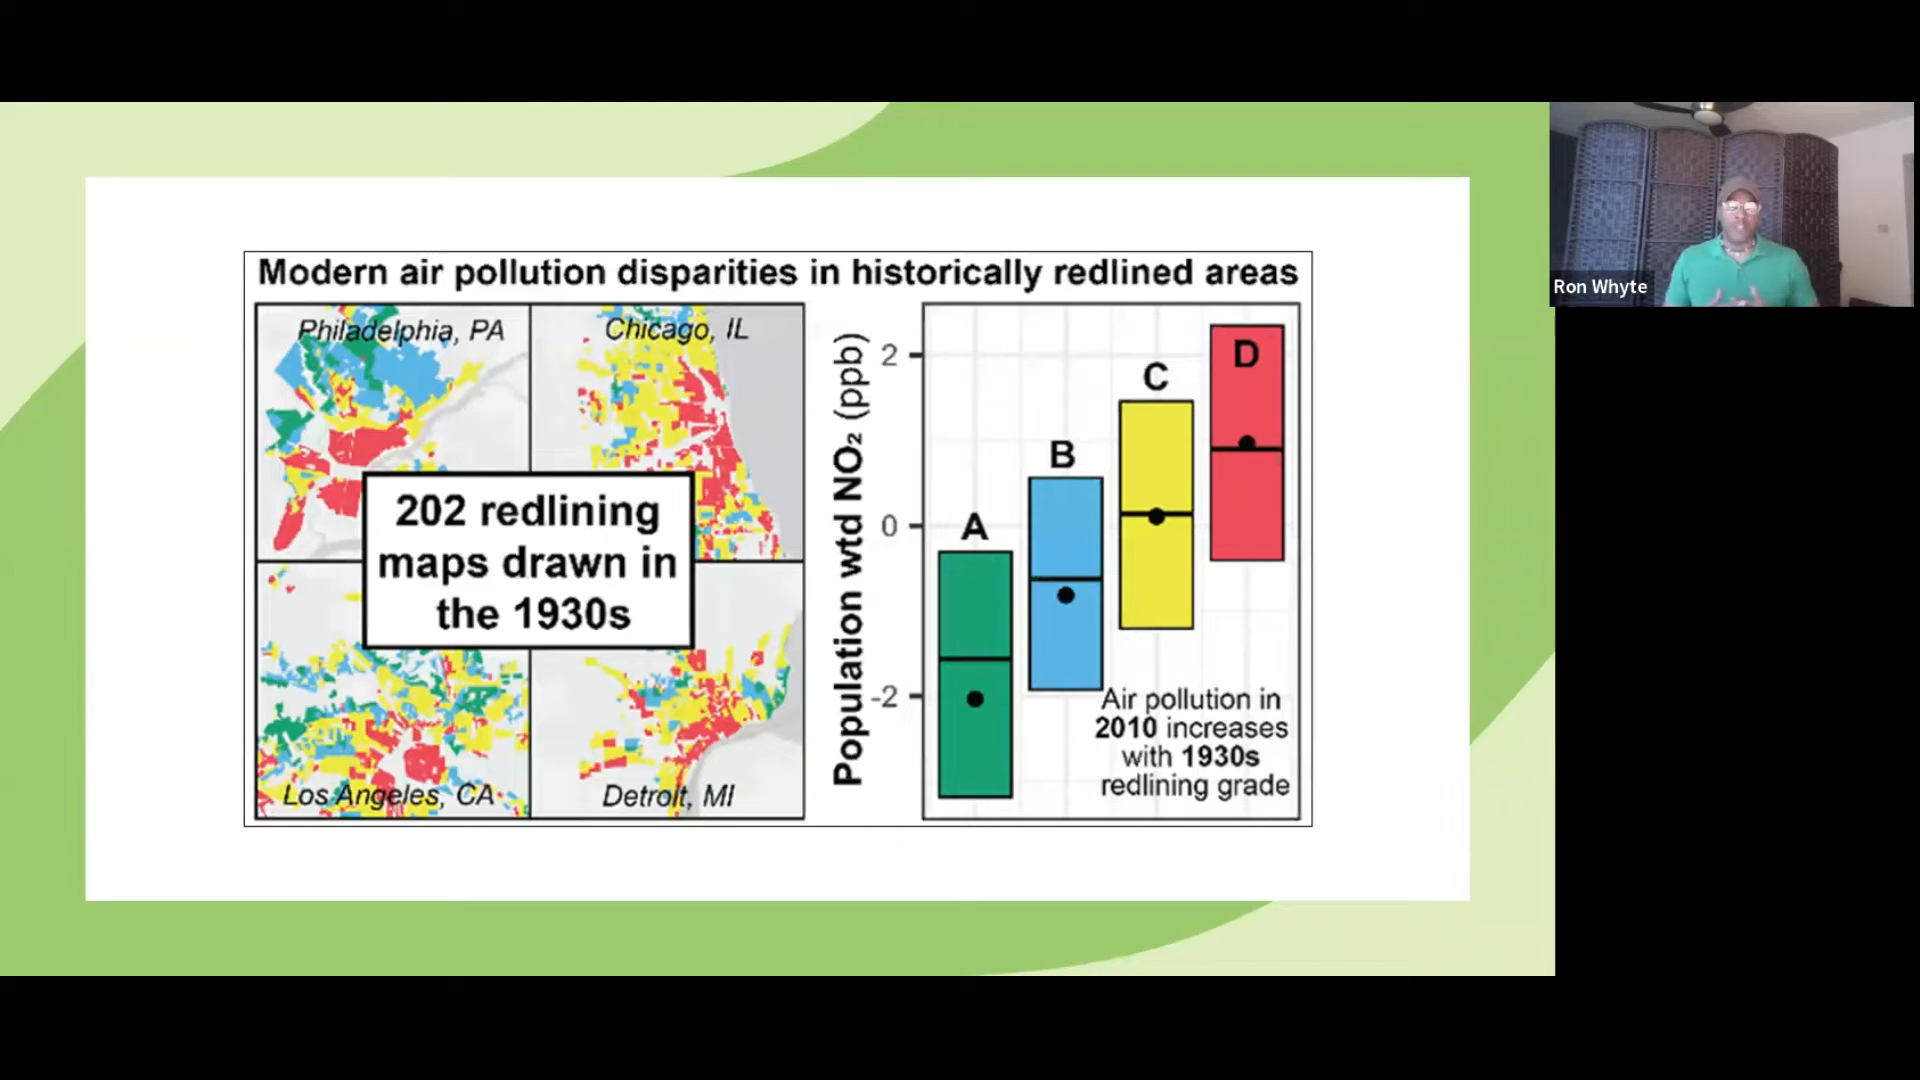 Modern air pollution disparities in historically redlined areas
Philadelphia, PA
Chicago, IL
202 redlining
maps drawn in
the 1930s
Los Angeles, CA
Detroit, MI
Population wtd NO₂ (ppb)
2
0
-2
A
B
C
D
Air pollution in
2010 increases
with 1930s
redlining grade
Ron Whyte